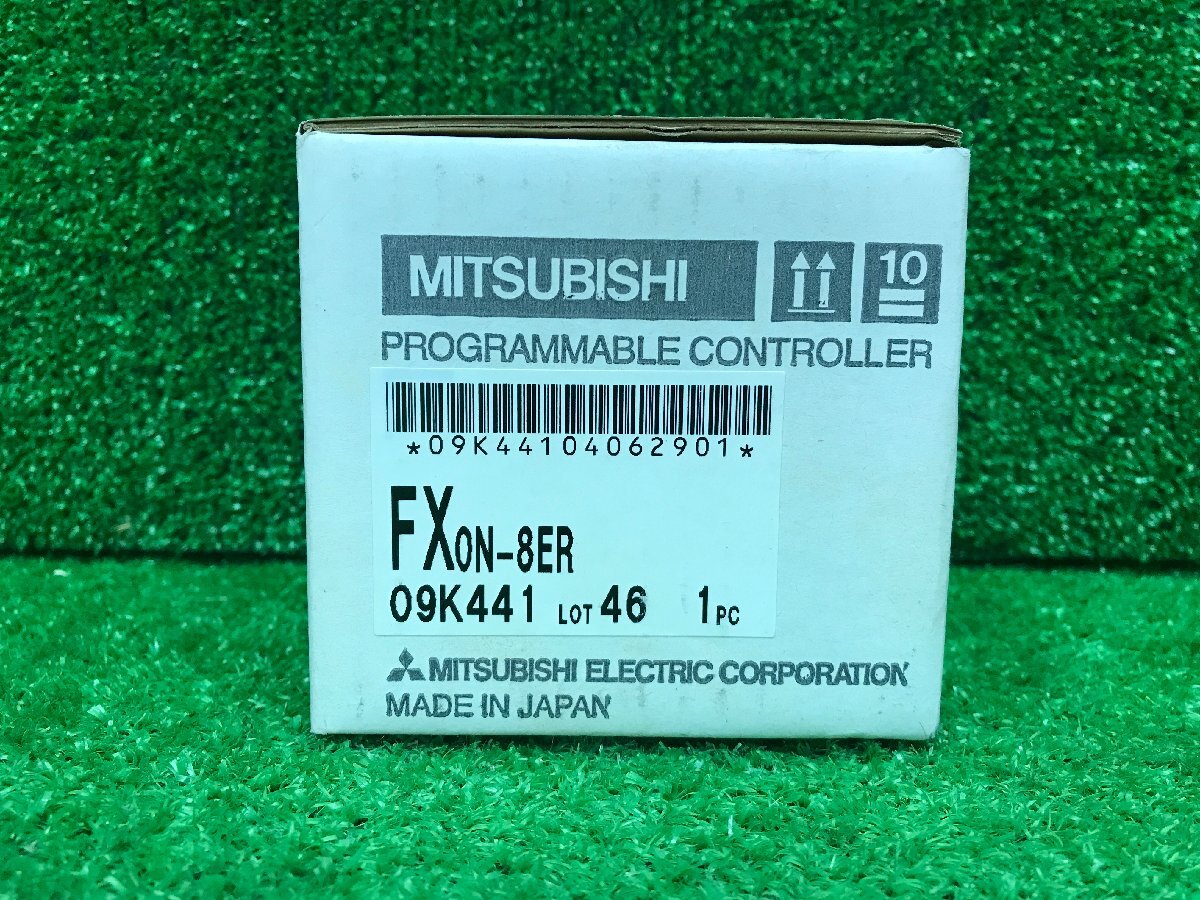 MITSUBISHI 10
PROGRAMMABLE CONTROLLER
*09K44104062901*
FX0N-8ER
09K441 LOT 46 1PC
MITSUBISHI ELECTRIC CORPORATION
MADE IN JAPAN